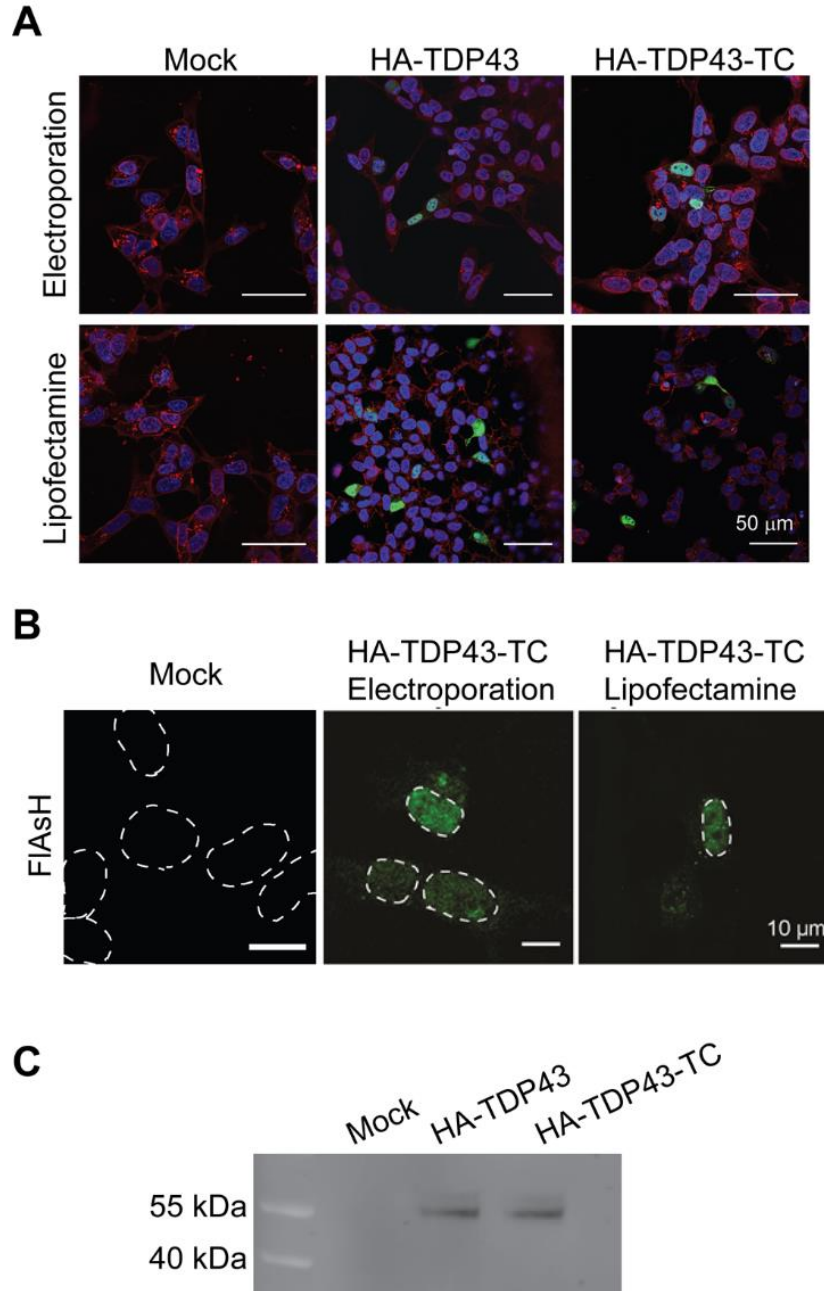 A
Mock HA-TDP43 HA-TDP43-TC
Electroporation
Lipofectamine
50 μm
B
Mock
HA-TDP43-TC
Electroporation
HA-TDP43-TC
Lipofectamine
FlAsH
10 μm
C
Mock HA-TDP43 HA-TDP43-TC
55 kDa
40 kDa